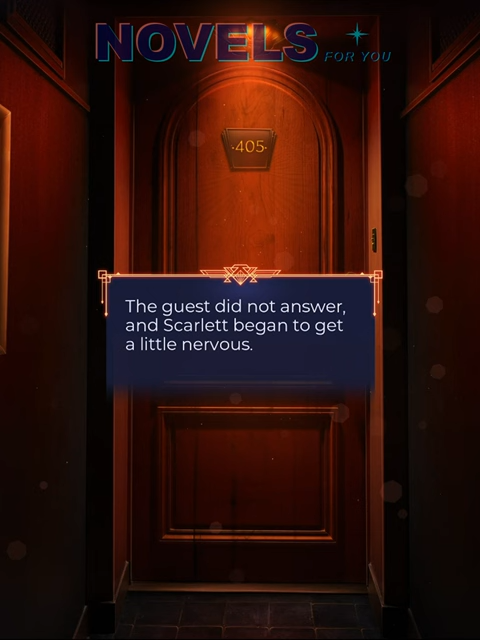 NOVELS
FOR YOU
·405·
The guest did not answer,
and Scarlett began to get
a little nervous.